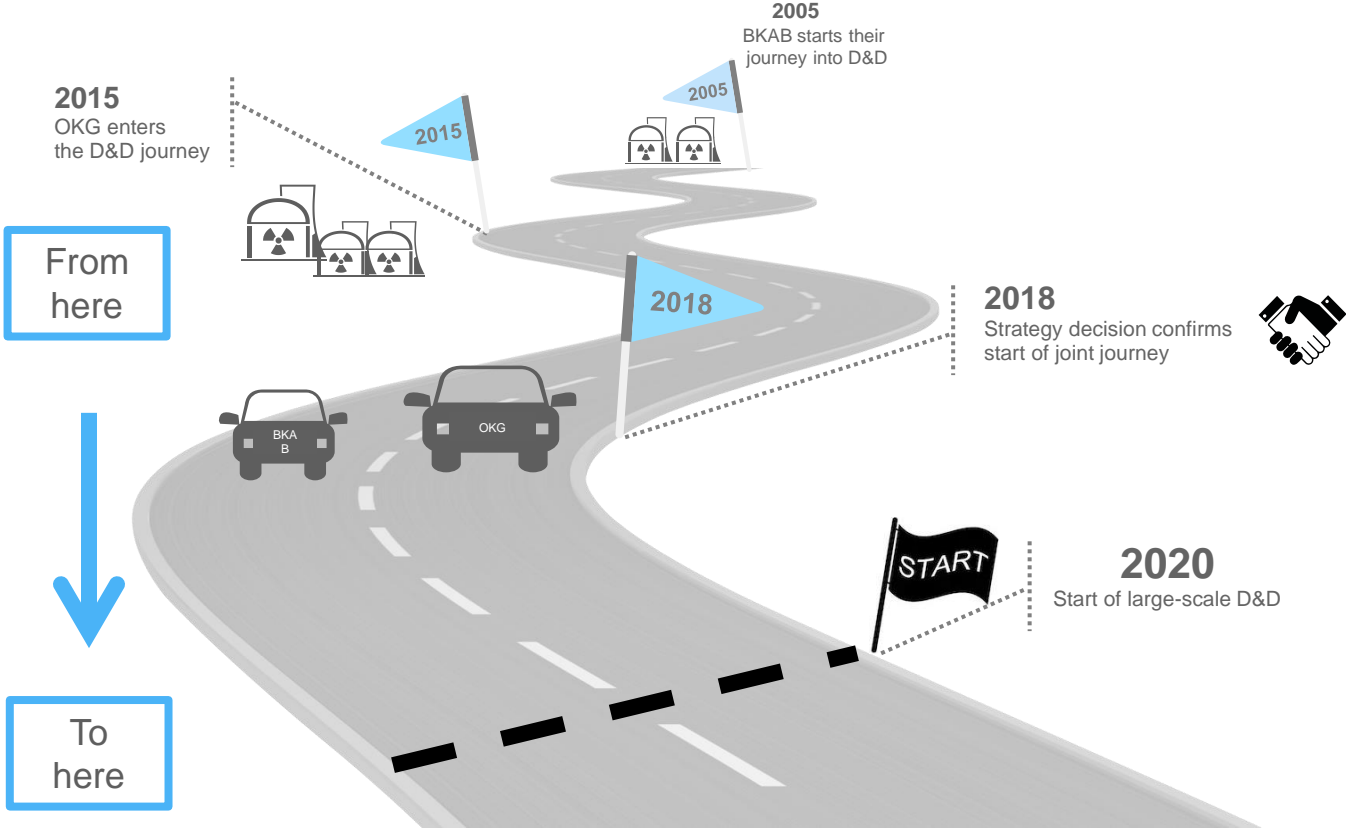 2005
BKAB starts their
journey into D&D
2005
2015
OKG enters
the D&D journey
2015
From
here
2018
2018
Strategy decision confirms
start of joint journey
BKA
B
OKG
START
2020
Start of large-scale D&D
To
here